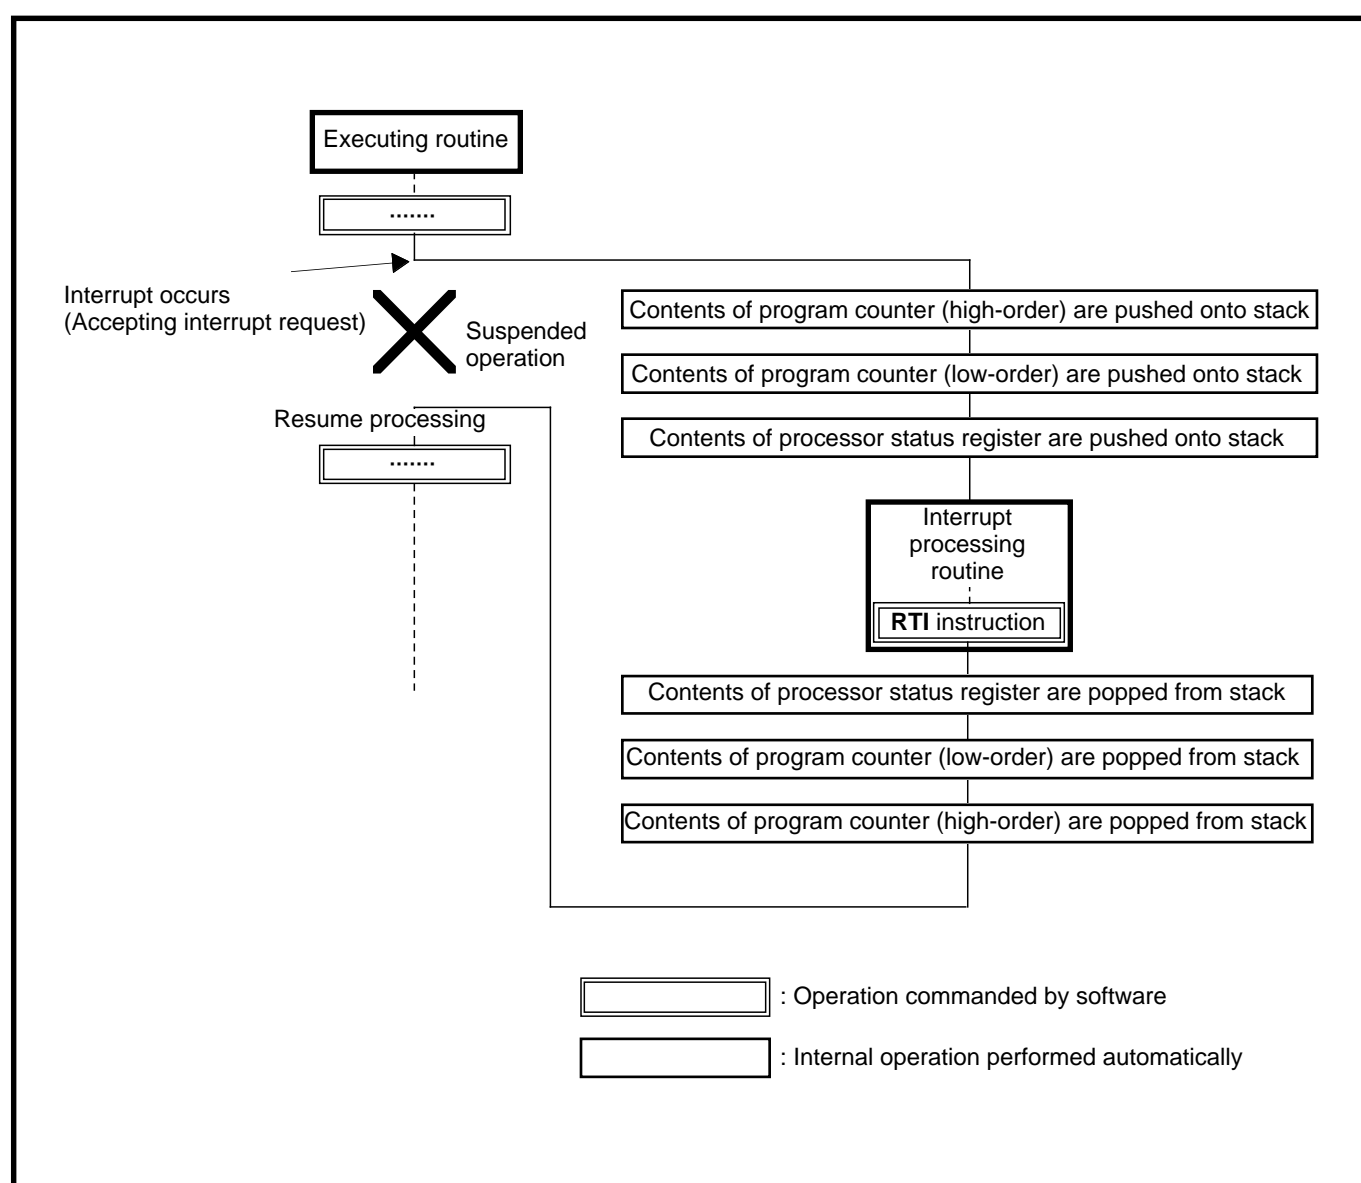 Executing routine
.......
Interrupt occurs
(Accepting interrupt request)
Suspended
operation
Contents of program counter (high-order) are pushed onto stack
Contents of program counter (low-order) are pushed onto stack
Contents of processor status register are pushed onto stack
Interrupt
processing
routine
RTI instruction
Contents of processor status register are popped from stack
Contents of program counter (low-order) are popped from stack
Contents of program counter (high-order) are popped from stack
Resume processing
.......
: Operation commanded by software
: Internal operation performed automatically